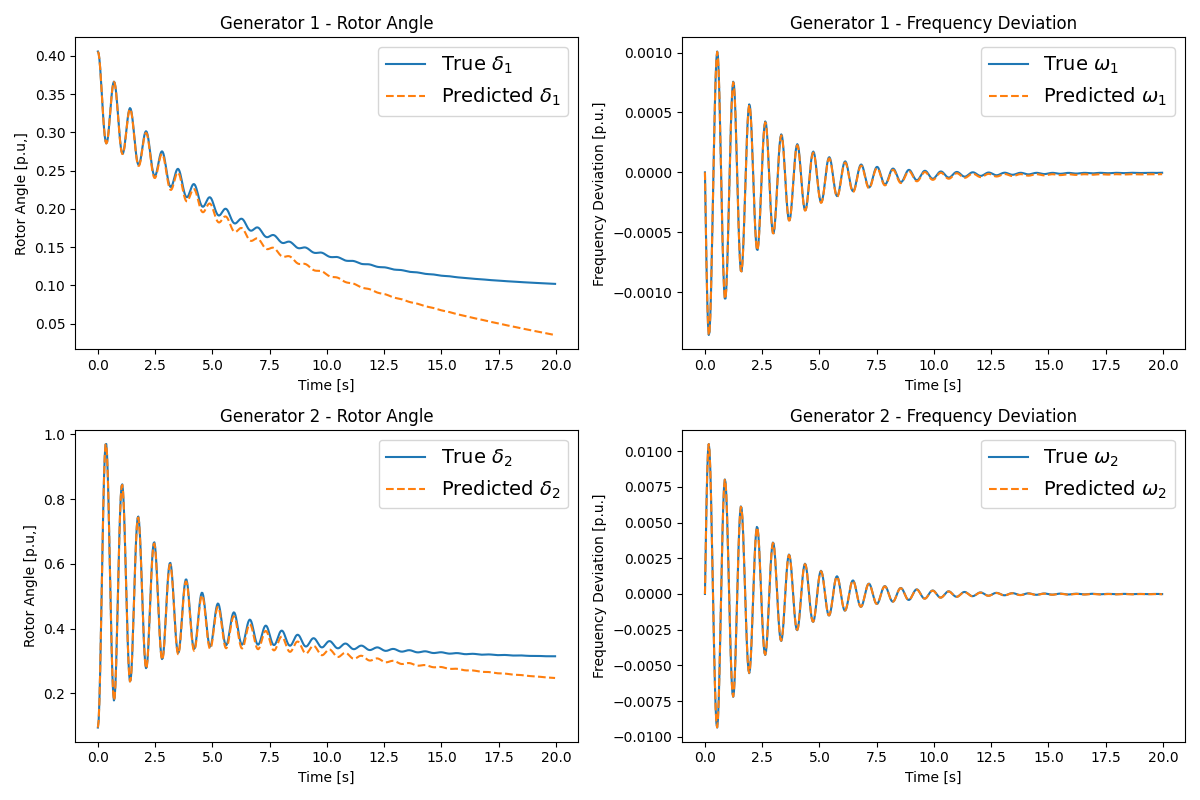 Generator 1 - Rotor Angle
Rotor Angle [p.u,]
0.40
0.35
0.30
0.25
0.20
0.15
0.10
0.05
True δ₁
Predicted δ₁
0.0 2.5 5.0 7.5 10.0 12.5 15.0 17.5 20.0
Time [s]
Generator 1 - Frequency Deviation
Frequency Deviation [p.u.]
0.0010
0.0005
0.0000
−0.0005
−0.0010
True ω₁
Predicted ω₁
0.0 2.5 5.0 7.5 10.0 12.5 15.0 17.5 20.0
Time [s]
Generator 2 - Rotor Angle
Rotor Angle [p.u,]
1.0
0.8
0.6
0.4
0.2
True δ₂
Predicted δ₂
0.0 2.5 5.0 7.5 10.0 12.5 15.0 17.5 20.0
Time [s]
Generator 2 - Frequency Deviation
Frequency Deviation [p.u.]
0.0100
0.0075
0.0050
0.0025
0.0000
−0.0025
−0.0050
−0.0075
−0.0100
True ω₂
Predicted ω₂
0.0 2.5 5.0 7.5 10.0 12.5 15.0 17.5 20.0
Time [s]